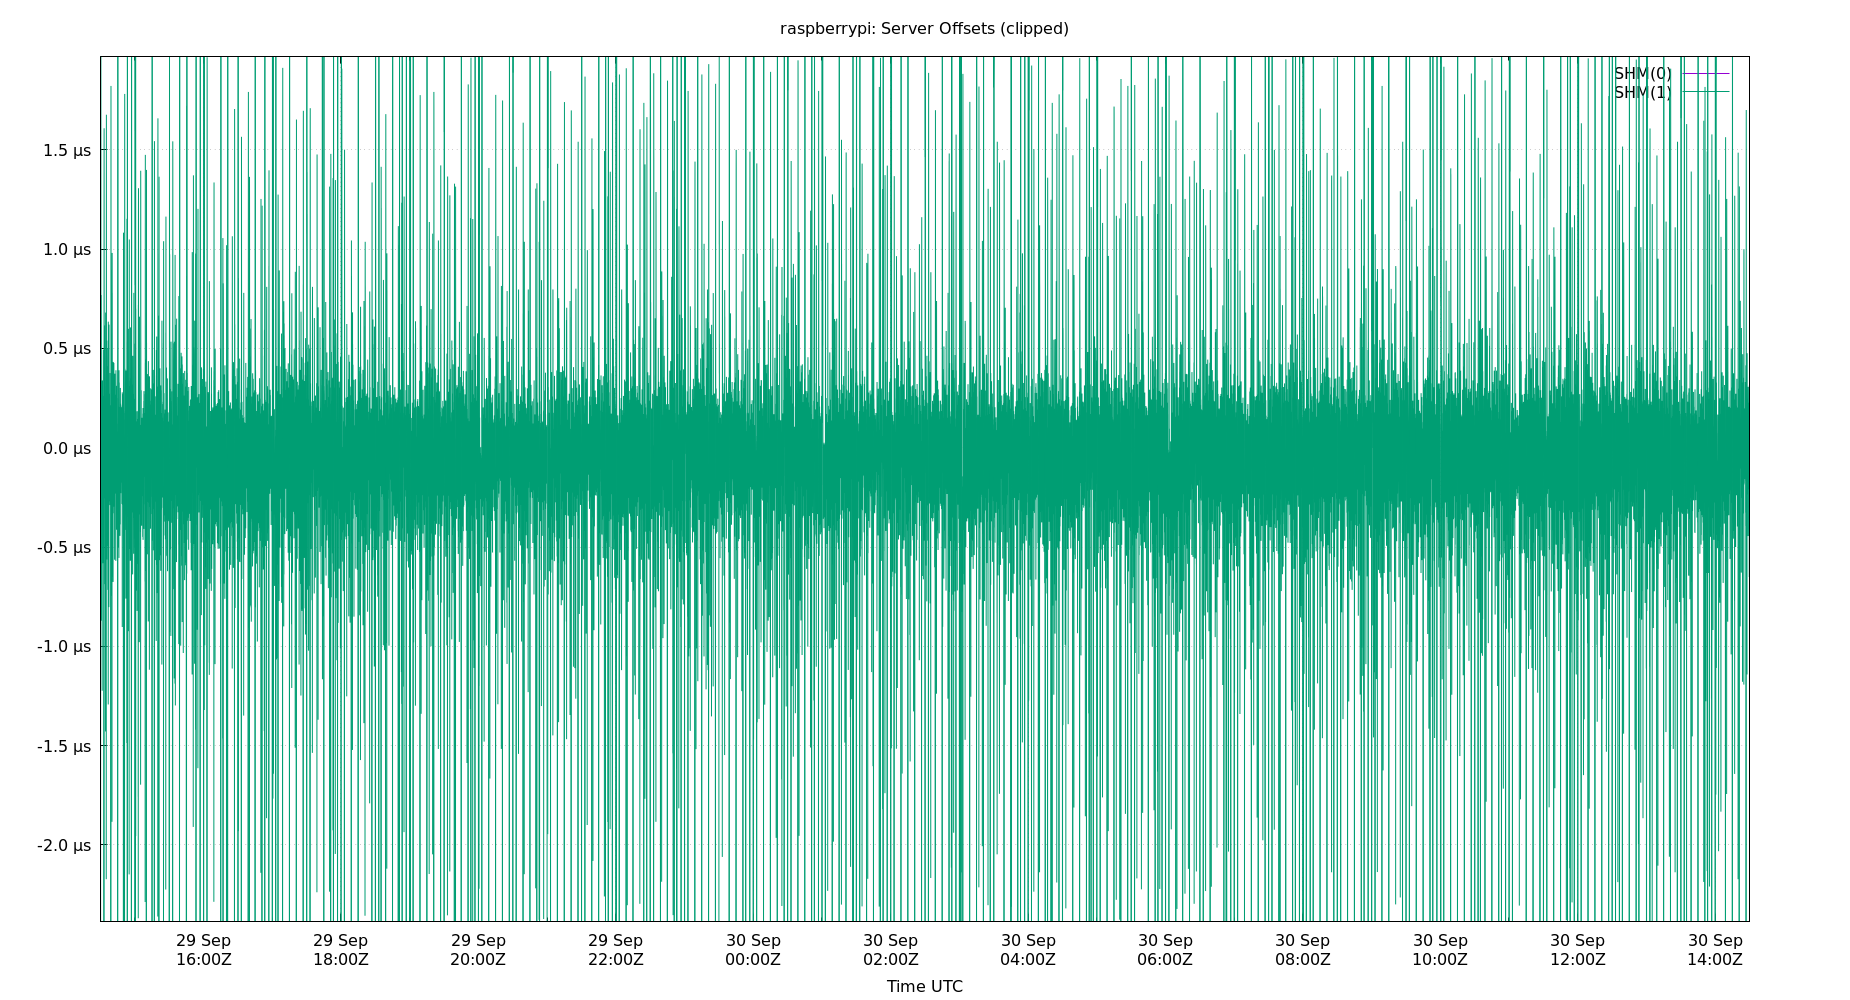 raspberrypi: Server Offsets (clipped)
SHM(0)
SHM(1)
1.5 µs
1.0 µs
0.5 µs
0.0 µs
-0.5 µs
-1.0 µs
-1.5 µs
-2.0 µs
29 Sep 29 Sep 29 Sep 29 Sep 30 Sep 30 Sep 30 Sep 30 Sep 30 Sep 30 Sep 30 Sep 30 Sep
16:00Z 18:00Z 20:00Z 22:00Z 00:00Z 02:00Z 04:00Z 06:00Z 08:00Z 10:00Z 12:00Z 14:00Z
Time UTC